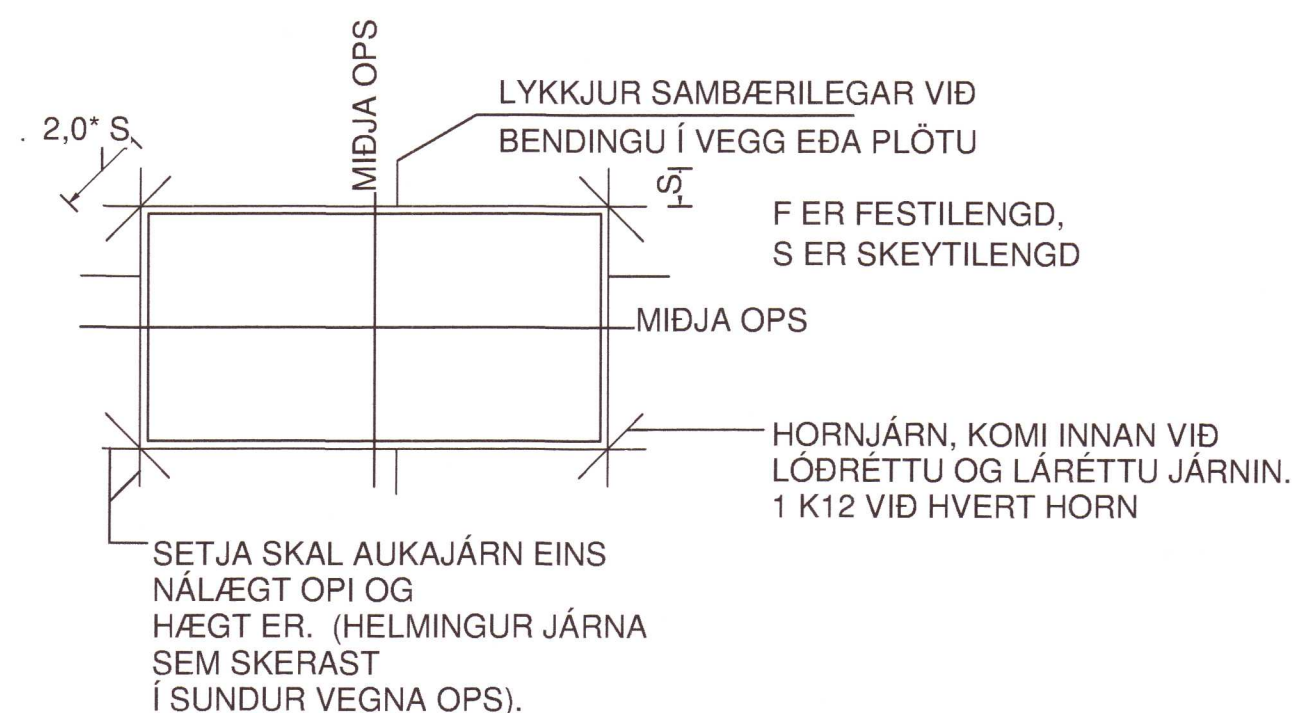 MIÐJA OPS
LYKKJUR SAMBÆRILEGAR VIÐ
BENDINGU Í VEGG EÐA PLÖTU
. 2,0* S
S
F ER FESTILENGD,
S ER SKEYTILENGD
MIÐJA OPS
HORNJÁRN, KOMI INNAN VIÐ
LÓÐRÉTTU OG LÁRÉTTU JÁRNIN.
1 K12 VIÐ HVERT HORN
SETJA SKAL AUKAJÁRN EINS
NÁLÆGT OPI OG
HÆGT ER. (HELMINGUR JÁRNA
SEM SKERAST
Í SUNDUR VEGNA OPS).